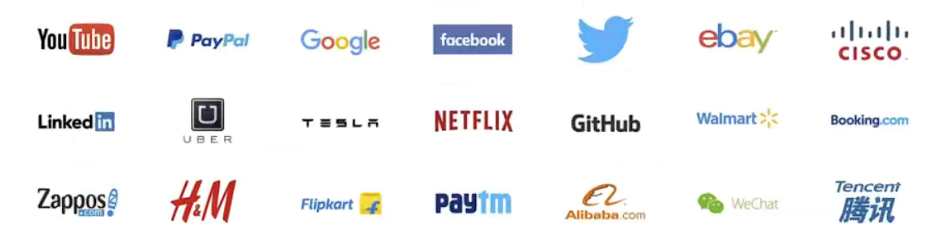 YouTube
PayPal
Google
facebook
ebay
CISCO
LinkedIn
UBER
TESLA
NETFLIX
GitHub
Walmart
Booking.com
Zappos
.com
H&M
Flipkart
paytm
Alibaba.com
WeChat
Tencent
腾讯